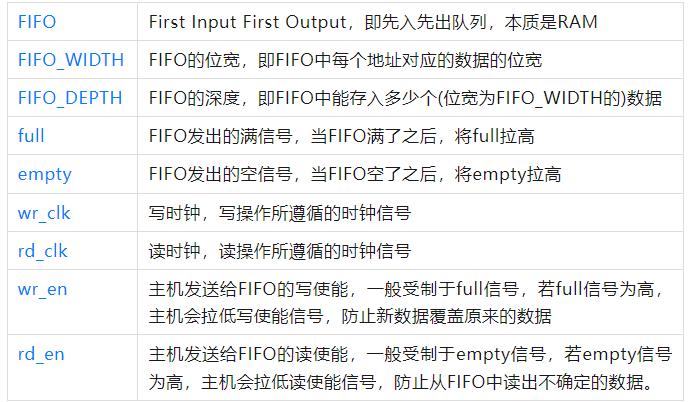 FIFO First Input First Output，即先入先出队列，本质是RAM
FIFO_WIDTH FIFO的位宽，即FIFO中每个地址对应的数据的位宽
FIFO_DEPTH FIFO的深度，即FIFO中能存入多少个(位宽为FIFO_WIDTH的)数据
full FIFO发出的满信号，当FIFO满了之后，将full拉高
empty FIFO发出的空信号，当FIFO空了之后，将empty拉高
wr_clk 写时钟，写操作所遵循的时钟信号
rd_clk 读时钟，读操作所遵循的时钟信号
wr_en 主机发送给FIFO的写使能，一般受制于full信号，若full信号为高，
主机会拉低写使能信号，防止新数据覆盖原来的数据
rd_en 主机发送给FIFO的读使能，一般受制于empty信号，若empty信号
为高，主机会拉低读使能信号，防止从FIFO中读出不确定的数据。